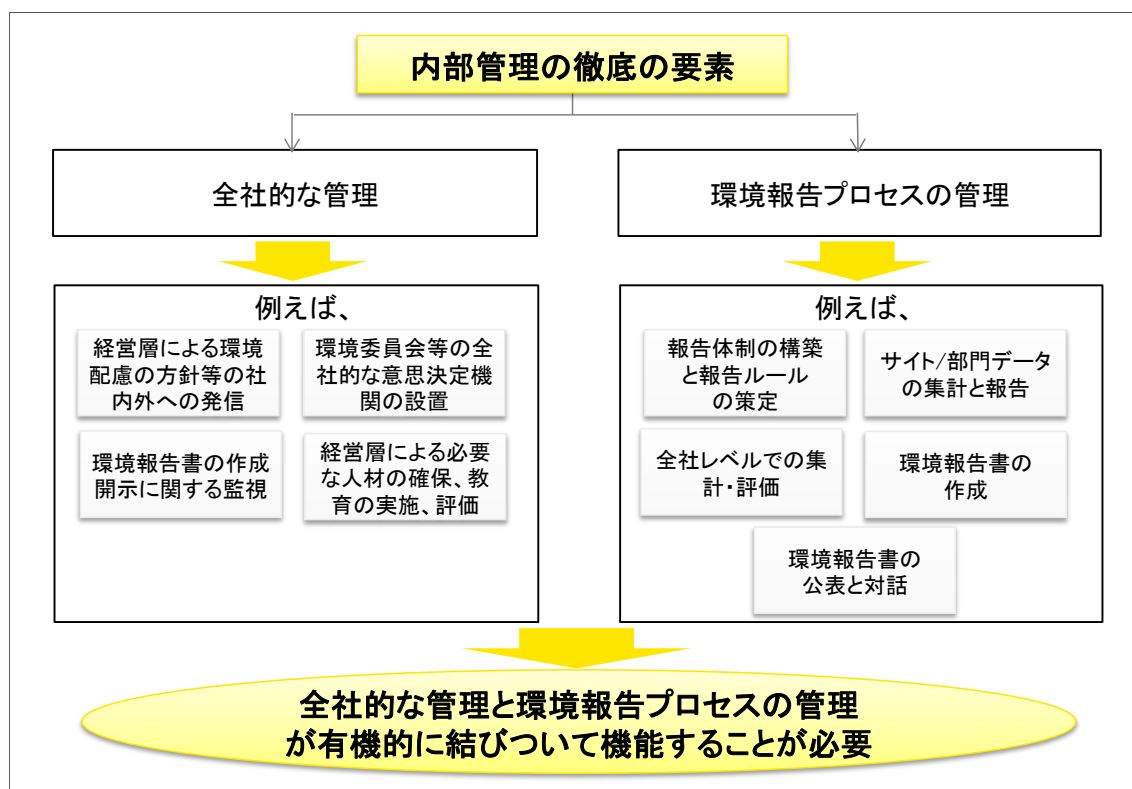 内部管理の徹底の要素
全社的な管理
環境報告プロセスの管理
例えば、
経営層による環境
配慮の方針等の社
内外への発信
環境委員会等の全
社的な意思決定機
関の設置
環境報告書の作成
開示に関する監視
経営層による必要
な人材の確保、教
育の実施、評価
例えば、
報告体制の構築
と報告ルール
の策定
サイト/部門データ
の集計と報告
全社レベルでの集
計・評価
環境報告書の
作成
環境報告書の
公表と対話
全社的な管理と環境報告プロセスの管理
が有機的に結びついて機能することが必要